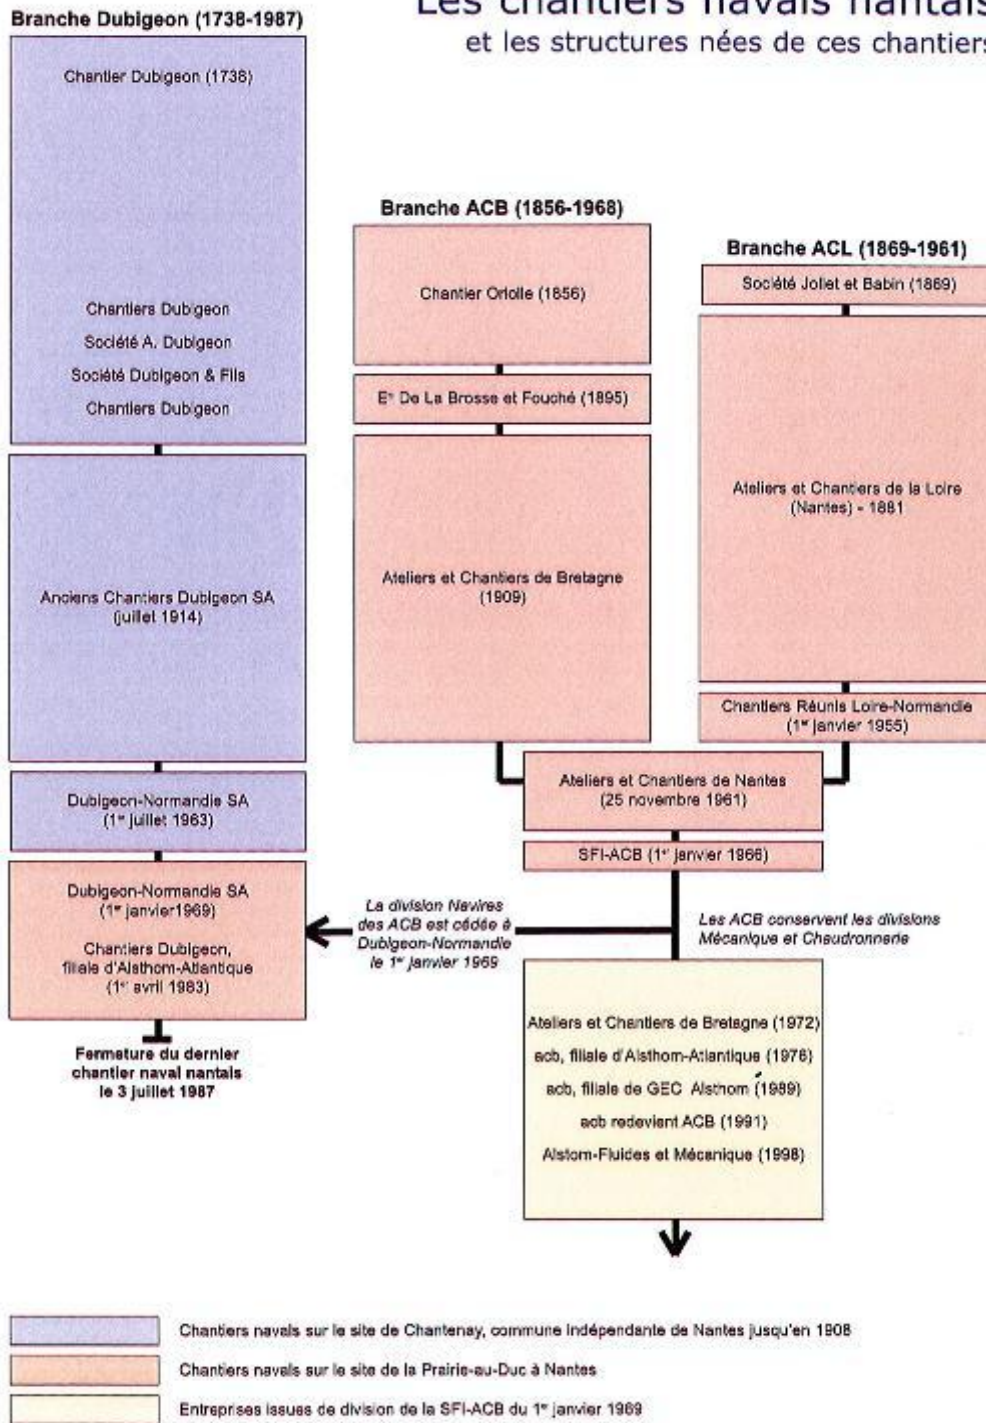 Les chantiers navals nantais
et les structures nées de ces chantiers
Branche Dubigeon (1738-1987)
Chantier Dubigeon (1738)
Chantiers Dubigeon
Société A. Dubigeon
Société Dubigeon & Fils
Chantiers Dubigeon
Anciens Chantiers Dubigeon SA
(juillet 1914)
Dubigeon-Normandie SA
(1er juillet 1963)
Dubigeon-Normandie SA
(1er janvier1969)
Chantiers Dubigeon,
filiale d'Alsthom-Atlantique
(1er avril 1983)
Fermeture du dernier
chantier naval nantais
le 3 juillet 1987
Branche ACB (1856-1968)
Chantier Oriolle (1856)
Ets De La Brosse et Fouché (1895)
Ateliers et Chantiers de Bretagne
(1909)
Branche ACL (1869-1961)
Société Jollet et Babin (1869)
Ateliers et Chantiers de la Loire
(Nantes) - 1881
Chantiers Réunis Loire-Normandie
(1er janvier 1955)
Ateliers et Chantiers de Nantes
(25 novembre 1961)
SFI-ACB (1er janvier 1966)
La division Navires
des ACB est cédée à
Dubigeon-Normandie
le 1er janvier 1969
Les ACB conservent les divisions
Mécanique et Chaudronnerie
Ateliers et Chantiers de Bretagne (1972)
acb, filiale d'Alsthom-Atlantique (1976)
acb, filiale de GEC Alsthom (1989)
acb redevient ACB (1991)
Alstom-Fluides et Mécanique (1998)
Chantiers navals sur le site de Chantenay, commune indépendante de Nantes jusqu'en 1908
Chantiers navals sur le site de la Prairie-au-Duc à Nantes
Entreprises issues de division de la SFI-ACB du 1er janvier 1969